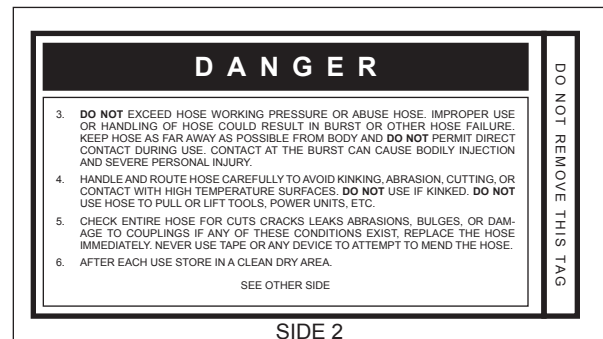 DANGER
3. DO NOT EXCEED HOSE WORKING PRESSURE OR ABUSE HOSE. IMPROPER USE
OR HANDLING OF HOSE COULD RESULT IN BURST OR OTHER HOSE FAILURE.
KEEP HOSE AS FAR AWAY AS POSSIBLE FROM BODY AND DO NOT PERMIT DIRECT
CONTACT DURING USE. CONTACT AT THE BURST CAN CAUSE BODILY INJECTION
AND SEVERE PERSONAL INJURY.
4. HANDLE AND ROUTE HOSE CAREFULLY TO AVOID KINKING, ABRASION, CUTTING, OR
CONTACT WITH HIGH TEMPERATURE SURFACES. DO NOT USE IF KINKED. DO NOT
USE HOSE TO PULL OR LIFT TOOLS, POWER UNITS, ETC.
5. CHECK ENTIRE HOSE FOR CUTS CRACKS LEAKS ABRASIONS, BULGES, OR DAM-
AGE TO COUPLINGS IF ANY OF THESE CONDITIONS EXIST, REPLACE THE HOSE
IMMEDIATELY. NEVER USE TAPE OR ANY DEVICE TO ATTEMPT TO MEND THE HOSE.
6. AFTER EACH USE STORE IN A CLEAN DRY AREA.
SEE OTHER SIDE
DO NOT REMOVE THIS TAG
SIDE 2